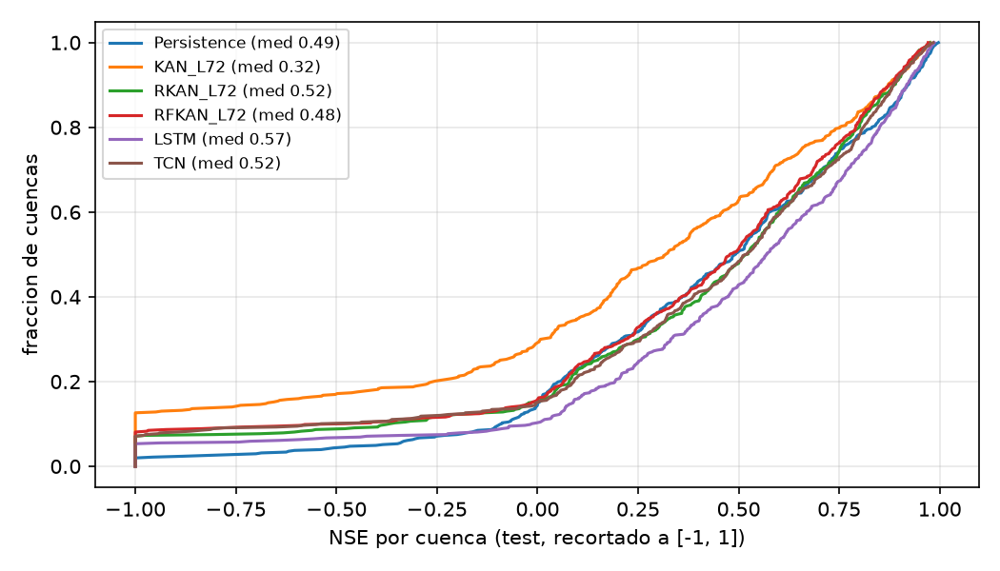 Persistence (med 0.49)
KAN_L72 (med 0.32)
RKAN_L72 (med 0.52)
RFKAN_L72 (med 0.48)
LSTM (med 0.57)
TCN (med 0.52)
fraccion de cuencas
1.0
0.8
0.6
0.4
0.2
0.0
−1.00 −0.75 −0.50 −0.25 0.00 0.25 0.50 0.75 1.00
NSE por cuenca (test, recortado a [-1, 1])